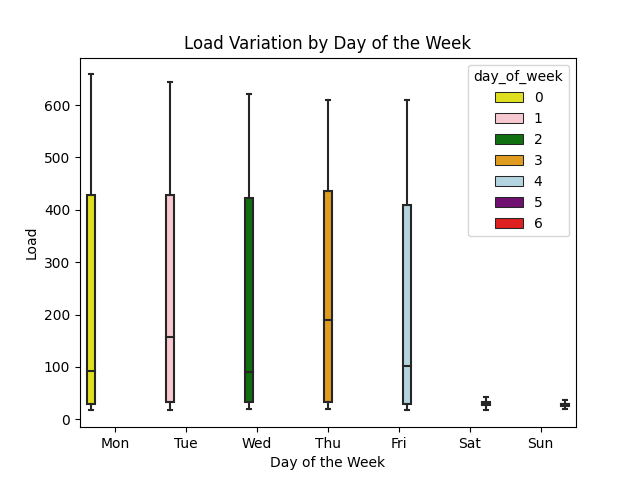 Load Variation by Day of the Week
day_of_week
0
1
2
3
4
5
6
600
500
400
300
200
100
0
Load
Mon Tue Wed Thu Fri Sat Sun
Day of the Week